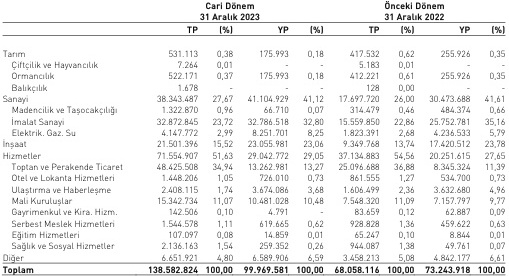 Cari Dönem Önceki Dönem
31 Aralık 2023 31 Aralık 2022
TP (%) YP (%) TP (%) YP (%)
Tarım 531.113 0,38 175.993 0,18 417.532 0,62 255.926 0,35
Çiftçilik ve Hayvancılık 7.264 0,01 - - 5.183 0,01 - -
Ormancılık 522.171 0,37 175.993 0,18 412.221 0,61 255.926 0,35
Balıkçılık 1.678 - - - 128 0,00 - -
Sanayi 38.343.487 27,67 41.104.929 41,12 17.697.720 26,00 30.473.688 41,61
Madencilik ve Taşocakçılığı 1.322.870 0,96 66.710 0,07 314.479 0,46 484.374 0,66
İmalat Sanayi 32.872.845 23,72 32.786.518 32,80 15.559.850 22,86 25.752.781 35,16
Elektrik. Gaz. Su 4.147.772 2,99 8.251.701 8,25 1.823.391 2,68 4.236.533 5,79
İnşaat 21.501.396 15,52 23.055.981 23,06 9.349.768 13,74 17.420.512 23,78
Hizmetler 71.554.907 51,63 29.042.772 29,05 37.134.883 54,56 20.251.615 27,65
Toptan ve Perakende Ticaret 48.425.508 34,94 13.262.981 13,27 25.096.688 36,88 8.345.324 11,39
Otel ve Lokanta Hizmetleri 1.448.206 1,05 726.010 0,73 861.555 1,27 534.700 0,73
Ulaştırma ve Haberleşme 2.408.115 1,74 3.674.086 3,68 1.606.499 2,36 3.632.680 4,96
Mali Kuruluşlar 15.342.734 11,07 10.481.028 10,48 7.548.320 11,09 7.157.797 9,77
Gayrimenkul ve Kira. Hizm. 142.506 0,10 4.791 - 83.659 0,12 62.887 0,09
Serbest Meslek Hizmetleri 1.544.578 1,11 619.665 0,62 928.828 1,36 459.622 0,63
Eğitim Hizmetleri 107.097 0,08 14.859 0,01 65.247 0,10 8.844 0,01
Sağlık ve Sosyal Hizmetler 2.136.163 1,54 259.352 0,26 944.087 1,38 49.761 0,07
Diğer 6.651.921 4,80 6.589.906 6,59 3.458.213 5,08 4.842.177 6,61
Toplam 138.582.824 100,00 99.969.581 100,00 68.058.116 100,00 73.243.918 100,00